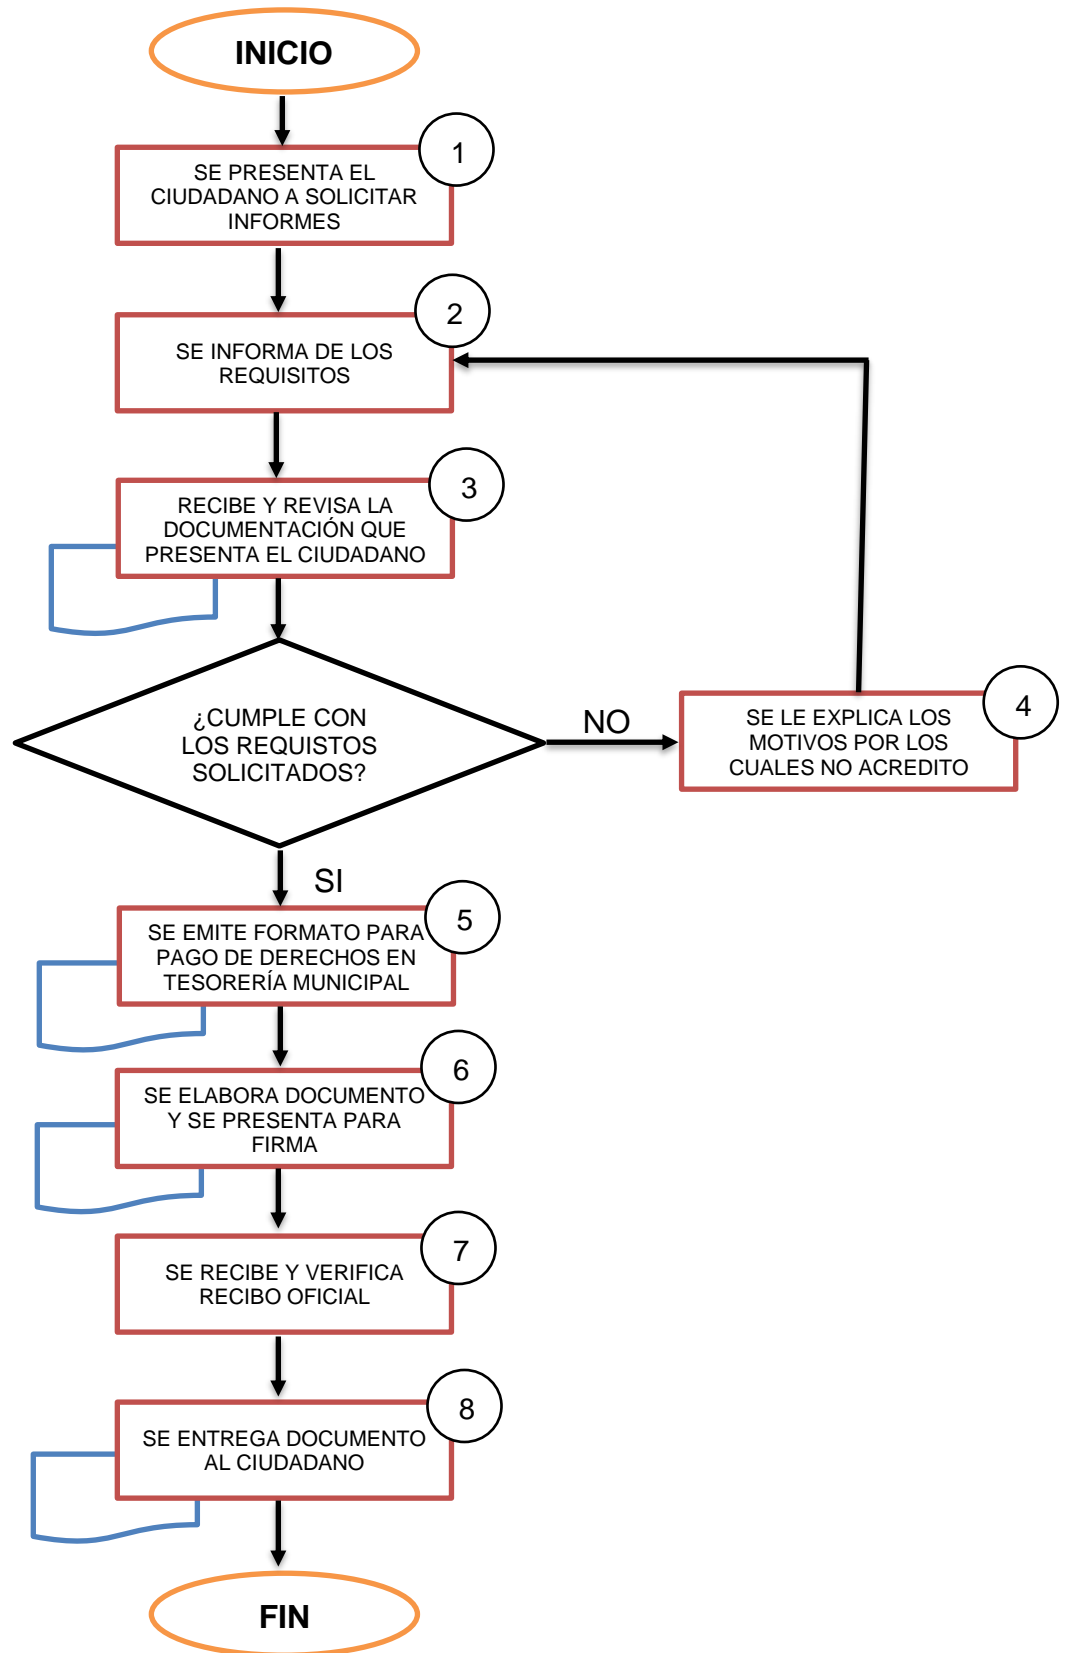 INICIO
1
SE PRESENTA EL
CIUDADANO A SOLICITAR
INFORMES
2
SE INFORMA DE LOS
REQUISITOS
3
RECIBE Y REVISA LA
DOCUMENTACIÓN QUE
PRESENTA EL CIUDADANO
¿CUMPLE CON
LOS REQUISTOS
SOLICITADOS?
NO
4
SE LE EXPLICA LOS
MOTIVOS POR LOS
CUALES NO ACREDITO
SI
5
SE EMITE FORMATO PARA
PAGO DE DERECHOS EN
TESORERÍA MUNICIPAL
6
SE ELABORA DOCUMENTO
Y SE PRESENTA PARA
FIRMA
7
SE RECIBE Y VERIFICA
RECIBO OFICIAL
8
SE ENTREGA DOCUMENTO
AL CIUDADANO
FIN